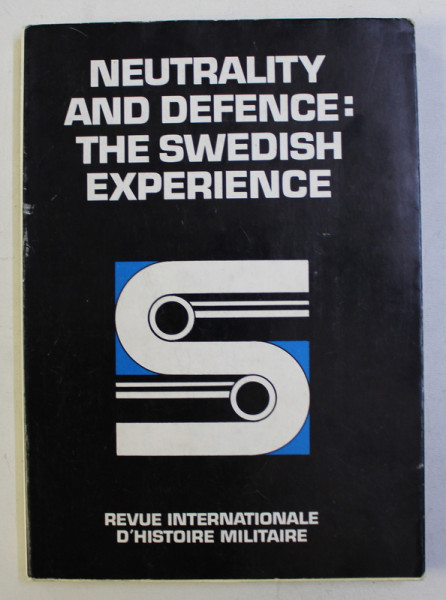 NEUTRALITY
AND DEFENCE:
THE SWEDISH
EXPERIENCE
REVUE INTERNATIONALE
D'HISTOIRE MILITAIRE